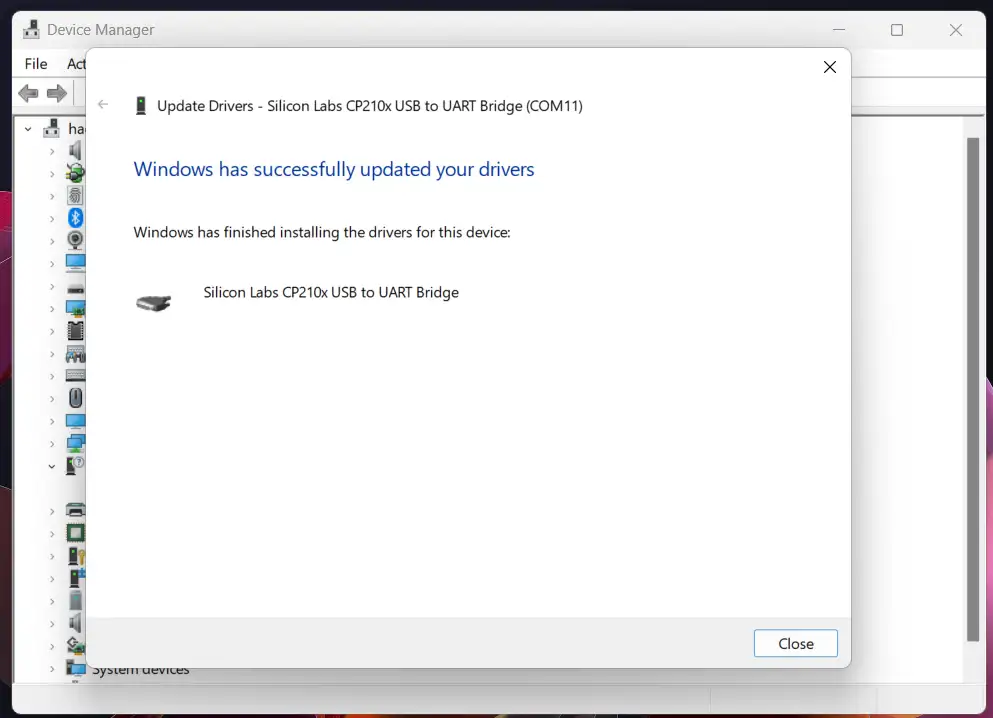 Device Manager
File
Update Drivers - Silicon Labs CP210x USB to UART Bridge (COM11)
Windows has successfully updated your drivers
Windows has finished installing the drivers for this device:
Silicon Labs CP210x USB to UART Bridge
Close
System devices